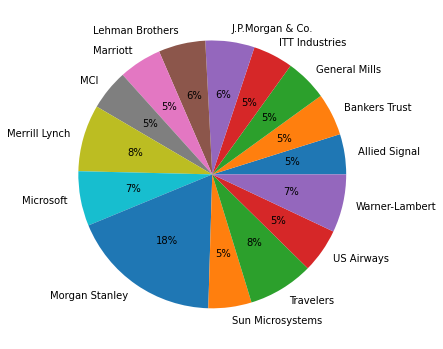 Lehman Brothers
J.P.Morgan & Co.
Marriott
ITT Industries
MCI
General Mills
Merrill Lynch
Bankers Trust
Microsoft
Allied Signal
Morgan Stanley
Warner-Lambert
US Airways
Travelers
Sun Microsystems
6%
6%
5%
5%
5%
5%
8%
5%
5%
7%
7%
18%
5%
8%
5%